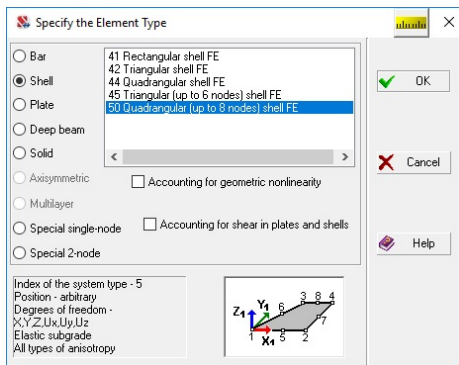 Specify the Element Type
Bar
Shell
Plate
Deep beam
Solid
Axisymmetric
Multilayer
Special single-node
Special 2-node
41 Rectangular shell FE
42 Triangular shell FE
44 Quadrangular shell FE
45 Triangular (up to 6 nodes) shell FE
50 Quadrangular (up to 8 nodes) shell FE
Accounting for geometric nonlinearity
Accounting for shear in plates and shells
OK
Cancel
Help
Index of the system type - 5
Position - arbitrary
Degrees of freedom -
X,Y,Z,Ux,Uy,Uz
Elastic subgrade
All types of anisotropy
Z1 Y1 6 3 8 4
7
1 X1 5 2